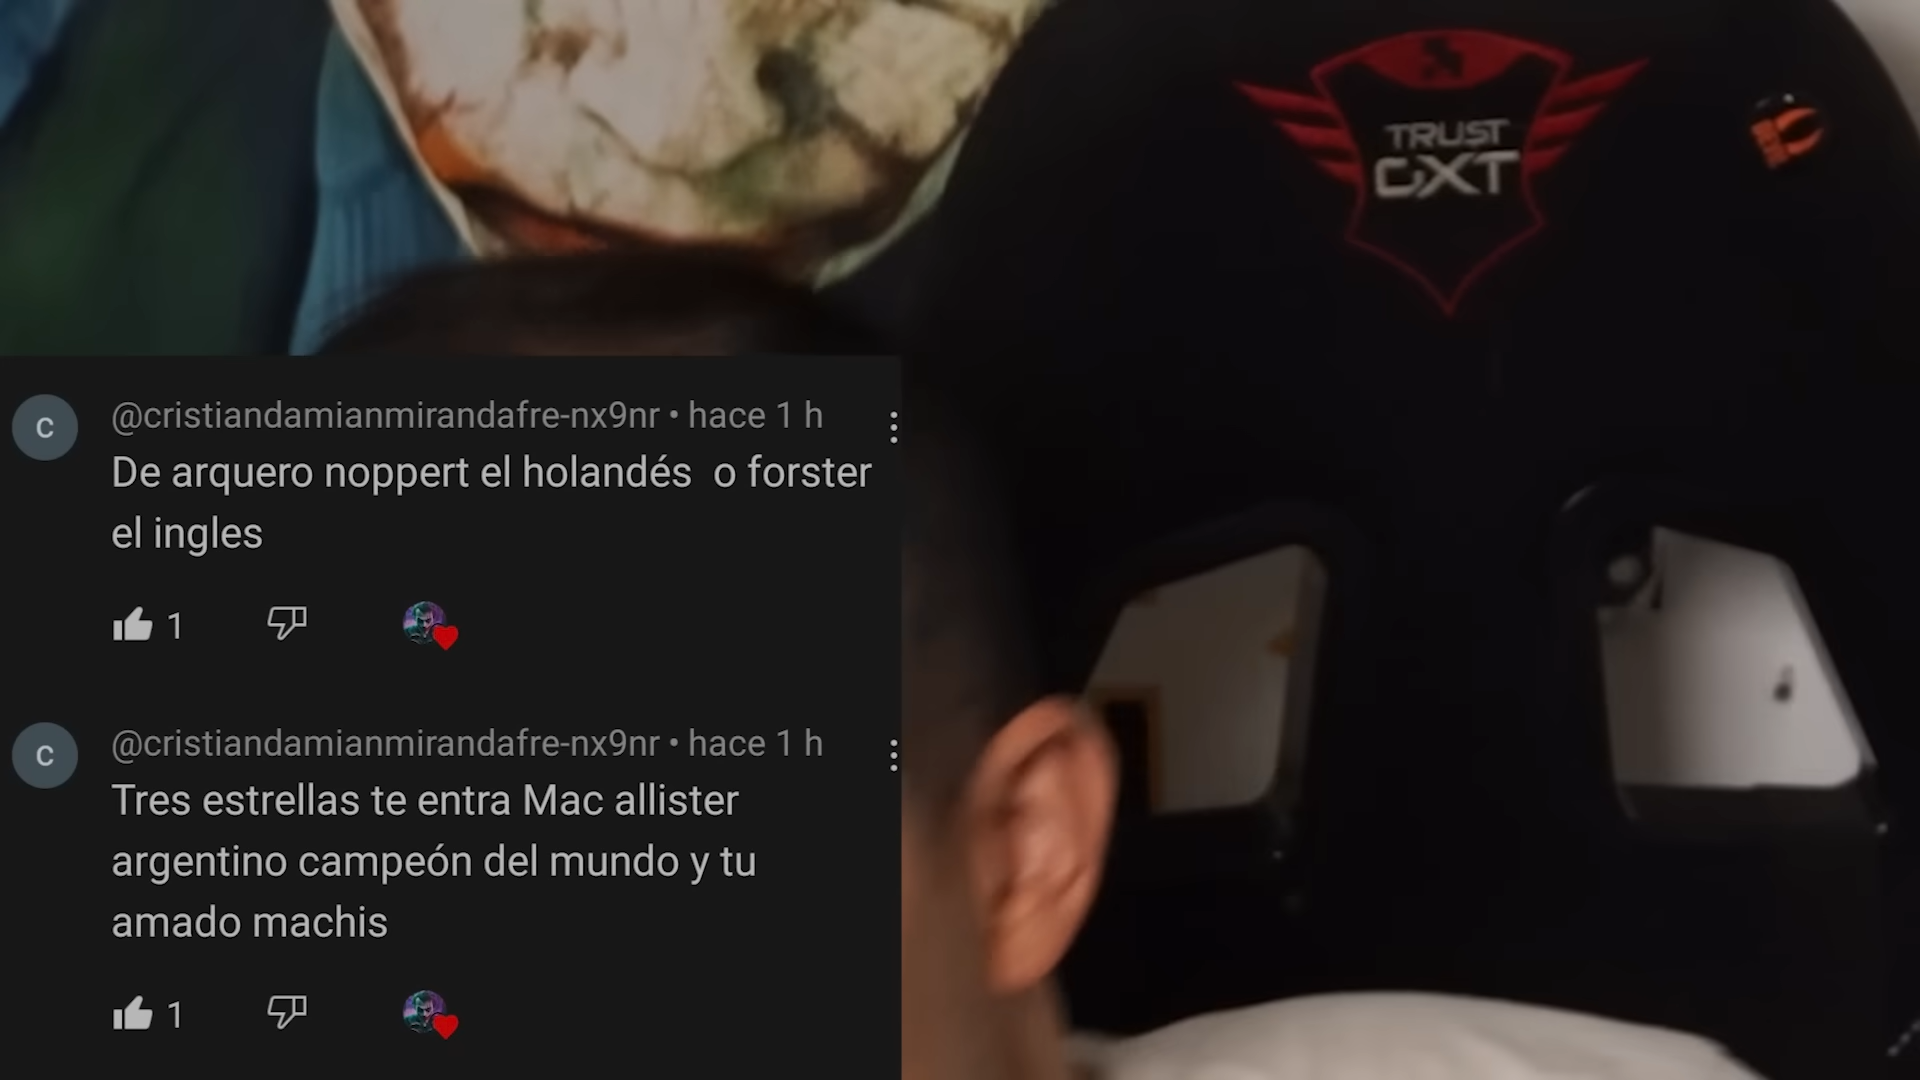 TRUST
GXT
C
@cristiandamianmirandafre-nx9nr • hace 1 h
De arquero noppert el holandés o forster
el ingles
1
C
@cristiandamianmirandafre-nx9nr • hace 1 h
Tres estrellas te entra Mac allister
argentino campeón del mundo y tu
amado machis
1